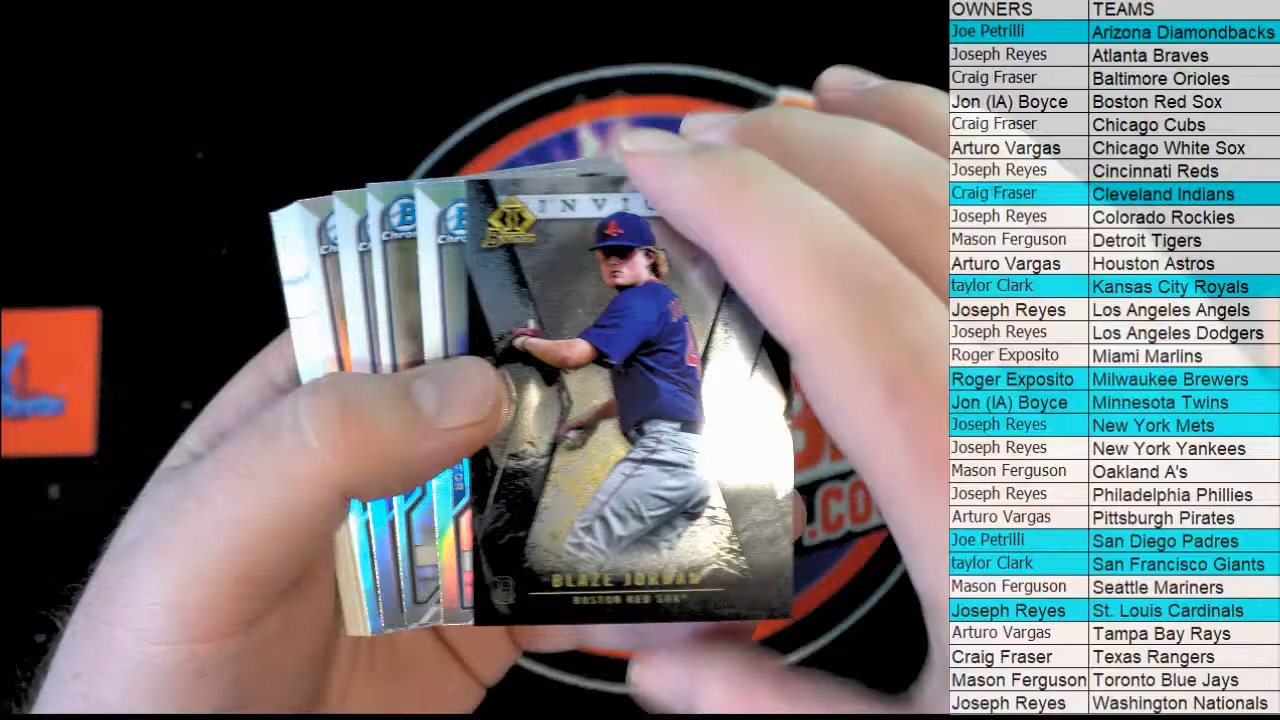 OWNERS TEAMS
Joe Petrilli Arizona Diamondbacks
Joseph Reyes Atlanta Braves
Craig Fraser Baltimore Orioles
Jon (IA) Boyce Boston Red Sox
Craig Fraser Chicago Cubs
Arturo Vargas Chicago White Sox
Joseph Reyes Cincinnati Reds
Craig Fraser Cleveland Indians
Joseph Reyes Colorado Rockies
Mason Ferguson Detroit Tigers
Arturo Vargas Houston Astros
taylor Clark Kansas City Royals
Joseph Reyes Los Angeles Angels
Joseph Reyes Los Angeles Dodgers
Roger Exposito Miami Marlins
Roger Exposito Milwaukee Brewers
Jon (IA) Boyce Minnesota Twins
Joseph Reyes New York Mets
Joseph Reyes New York Yankees
Mason Ferguson Oakland A's
Joseph Reyes Philadelphia Phillies
Arturo Vargas Pittsburgh Pirates
Joe Petrilli San Diego Padres
taylor Clark San Francisco Giants
Mason Ferguson Seattle Mariners
Joseph Reyes St. Louis Cardinals
Arturo Vargas Tampa Bay Rays
Craig Fraser Texas Rangers
Mason Ferguson Toronto Blue Jays
Joseph Reyes Washington Nationals
INVI
Bowman
BLAZE JORDAN
BOSTON RED SOX
.CO